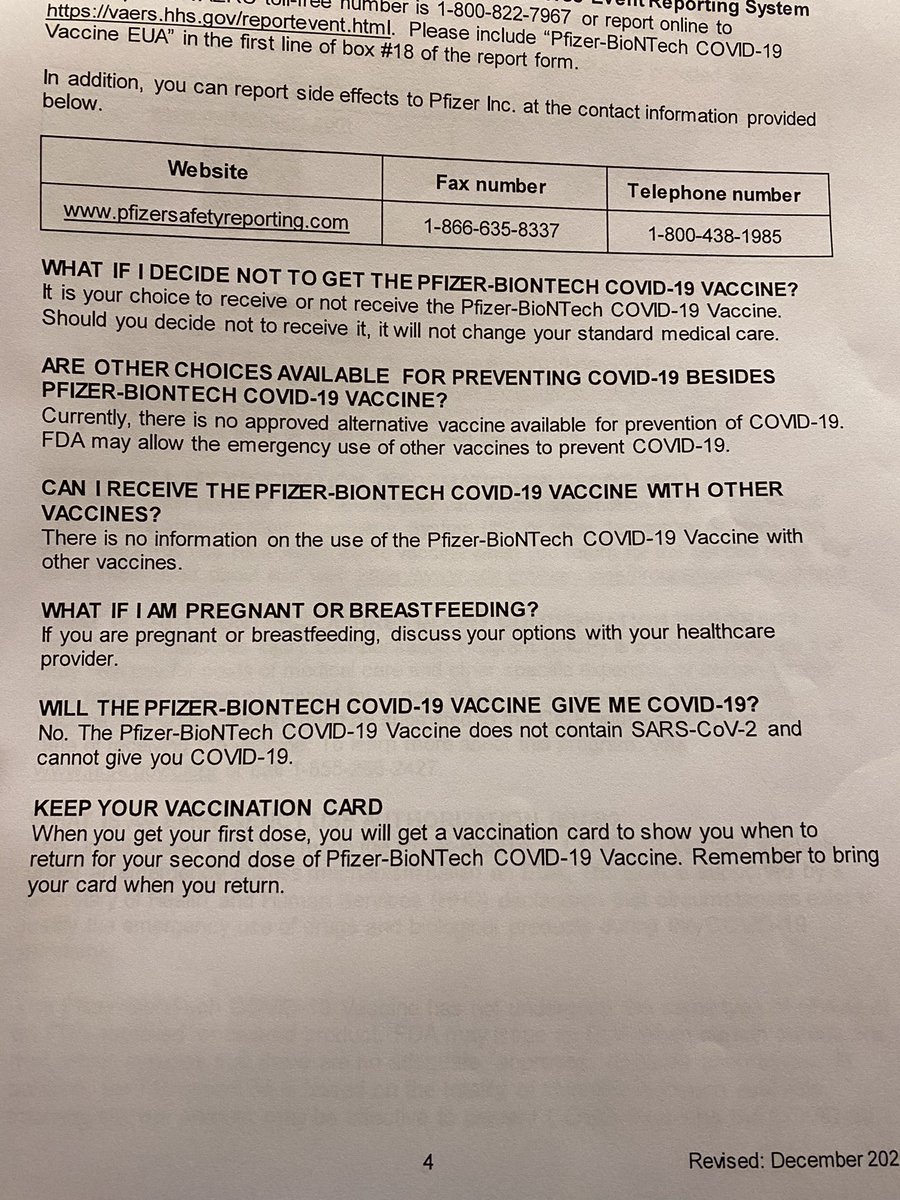 Event Reporting System
toll-free number is 1-800-822-7967 or report online to
https://vaers.hhs.gov/reportevent.html. Please include “Pfizer-BioNTech COVID-19
Vaccine EUA” in the first line of box #18 of the report form.
In addition, you can report side effects to Pfizer Inc. at the contact information provided
below.
Website
Fax number
Telephone number
www.pfizersafetyreporting.com
1-866-635-8337
1-800-438-1985
WHAT IF I DECIDE NOT TO GET THE PFIZER-BIONTECH COVID-19 VACCINE?
It is your choice to receive or not receive the Pfizer-BioNTech COVID-19 Vaccine.
Should you decide not to receive it, it will not change your standard medical care.
ARE OTHER CHOICES AVAILABLE FOR PREVENTING COVID-19 BESIDES
PFIZER-BIONTECH COVID-19 VACCINE?
Currently, there is no approved alternative vaccine available for prevention of COVID-19.
FDA may allow the emergency use of other vaccines to prevent COVID-19.
CAN I RECEIVE THE PFIZER-BIONTECH COVID-19 VACCINE WITH OTHER
VACCINES?
There is no information on the use of the Pfizer-BioNTech COVID-19 Vaccine with
other vaccines.
WHAT IF I AM PREGNANT OR BREASTFEEDING?
If you are pregnant or breastfeeding, discuss your options with your healthcare
provider.
WILL THE PFIZER-BIONTECH COVID-19 VACCINE GIVE ME COVID-19?
No. The Pfizer-BioNTech COVID-19 Vaccine does not contain SARS-CoV-2 and
cannot give you COVID-19.
KEEP YOUR VACCINATION CARD
When you get your first dose, you will get a vaccination card to show you when to
return for your second dose of Pfizer-BioNTech COVID-19 Vaccine. Remember to bring
your card when you return.
4
Revised: December 202